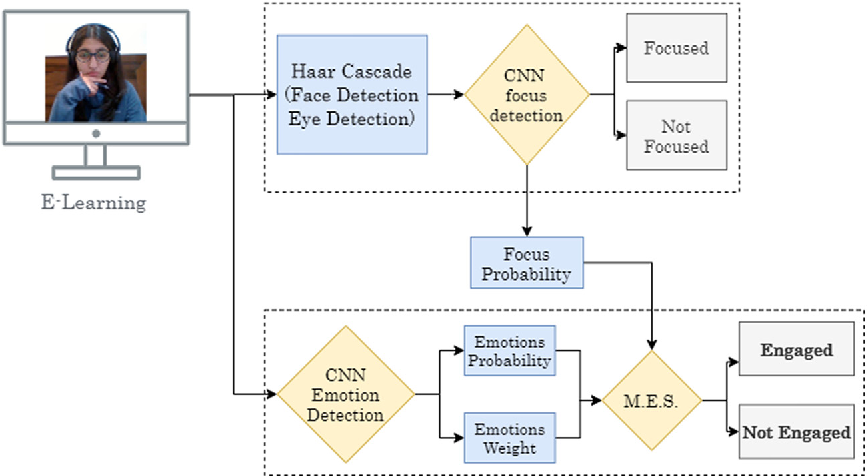 E-Learning
Haar Cascade
(Face Detection
Eye Detection)
CNN
focus
detection
Focused
Not
Focused
Focus
Probability
CNN
Emotion
Detection
Emotions
Probability
Emotions
Weight
M.E.S.
Engaged
Not Engaged